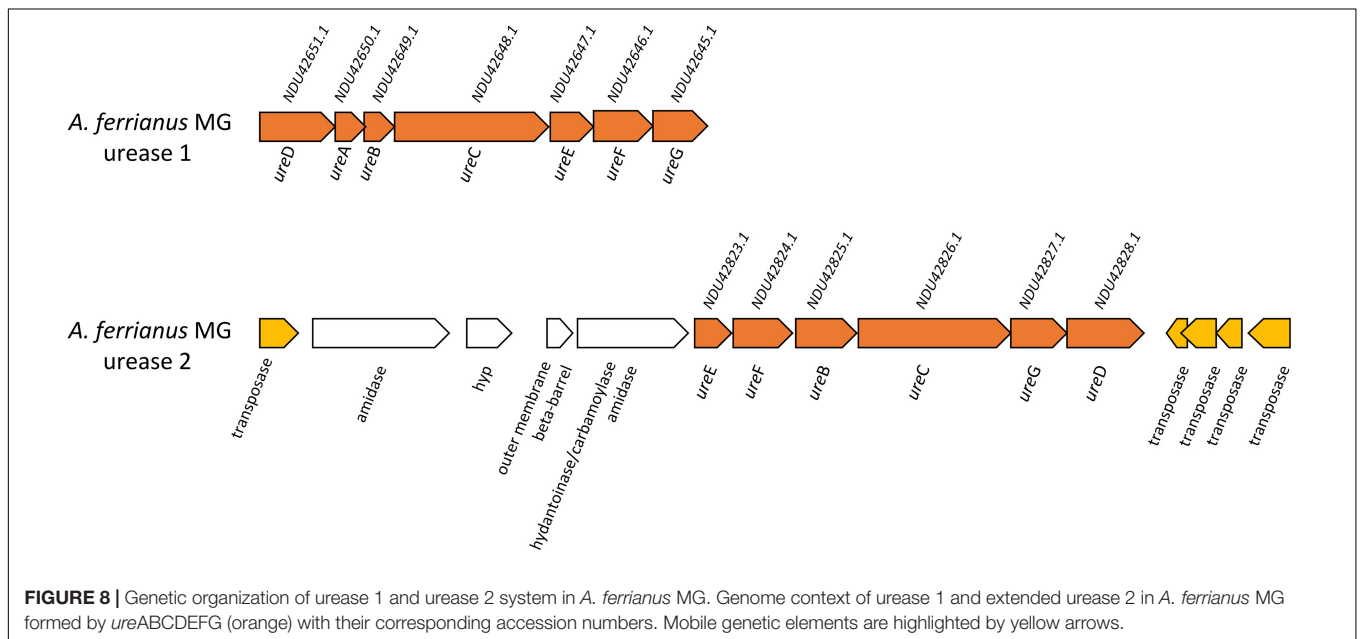 NDU42651.1
NDU42650.1
NDU42649.1
NDU42648.1
NDU42647.1
NDU42646.1
NDU42645.1
A. ferrianus MG
urease 1
ureD
ureA
ureB
ureC
ureE
ureF
ureG
NDU42823.1
NDU42824.1
NDU42825.1
NDU42826.1
NDU42827.1
NDU42828.1
A. ferrianus MG
urease 2
transposase
amidase
hyp
outer membrane
beta-barrel
hydantoinase/carbamoylase
amidase
ureE
ureF
ureB
ureC
ureG
ureD
transposase
transposase
transposase
transposase
FIGURE 8 | Genetic organization of urease 1 and urease 2 system in A. ferrianus MG. Genome context of urease 1 and extended urease 2 in A. ferrianus MG
formed by ureABCDEFG (orange) with their corresponding accession numbers. Mobile genetic elements are highlighted by yellow arrows.